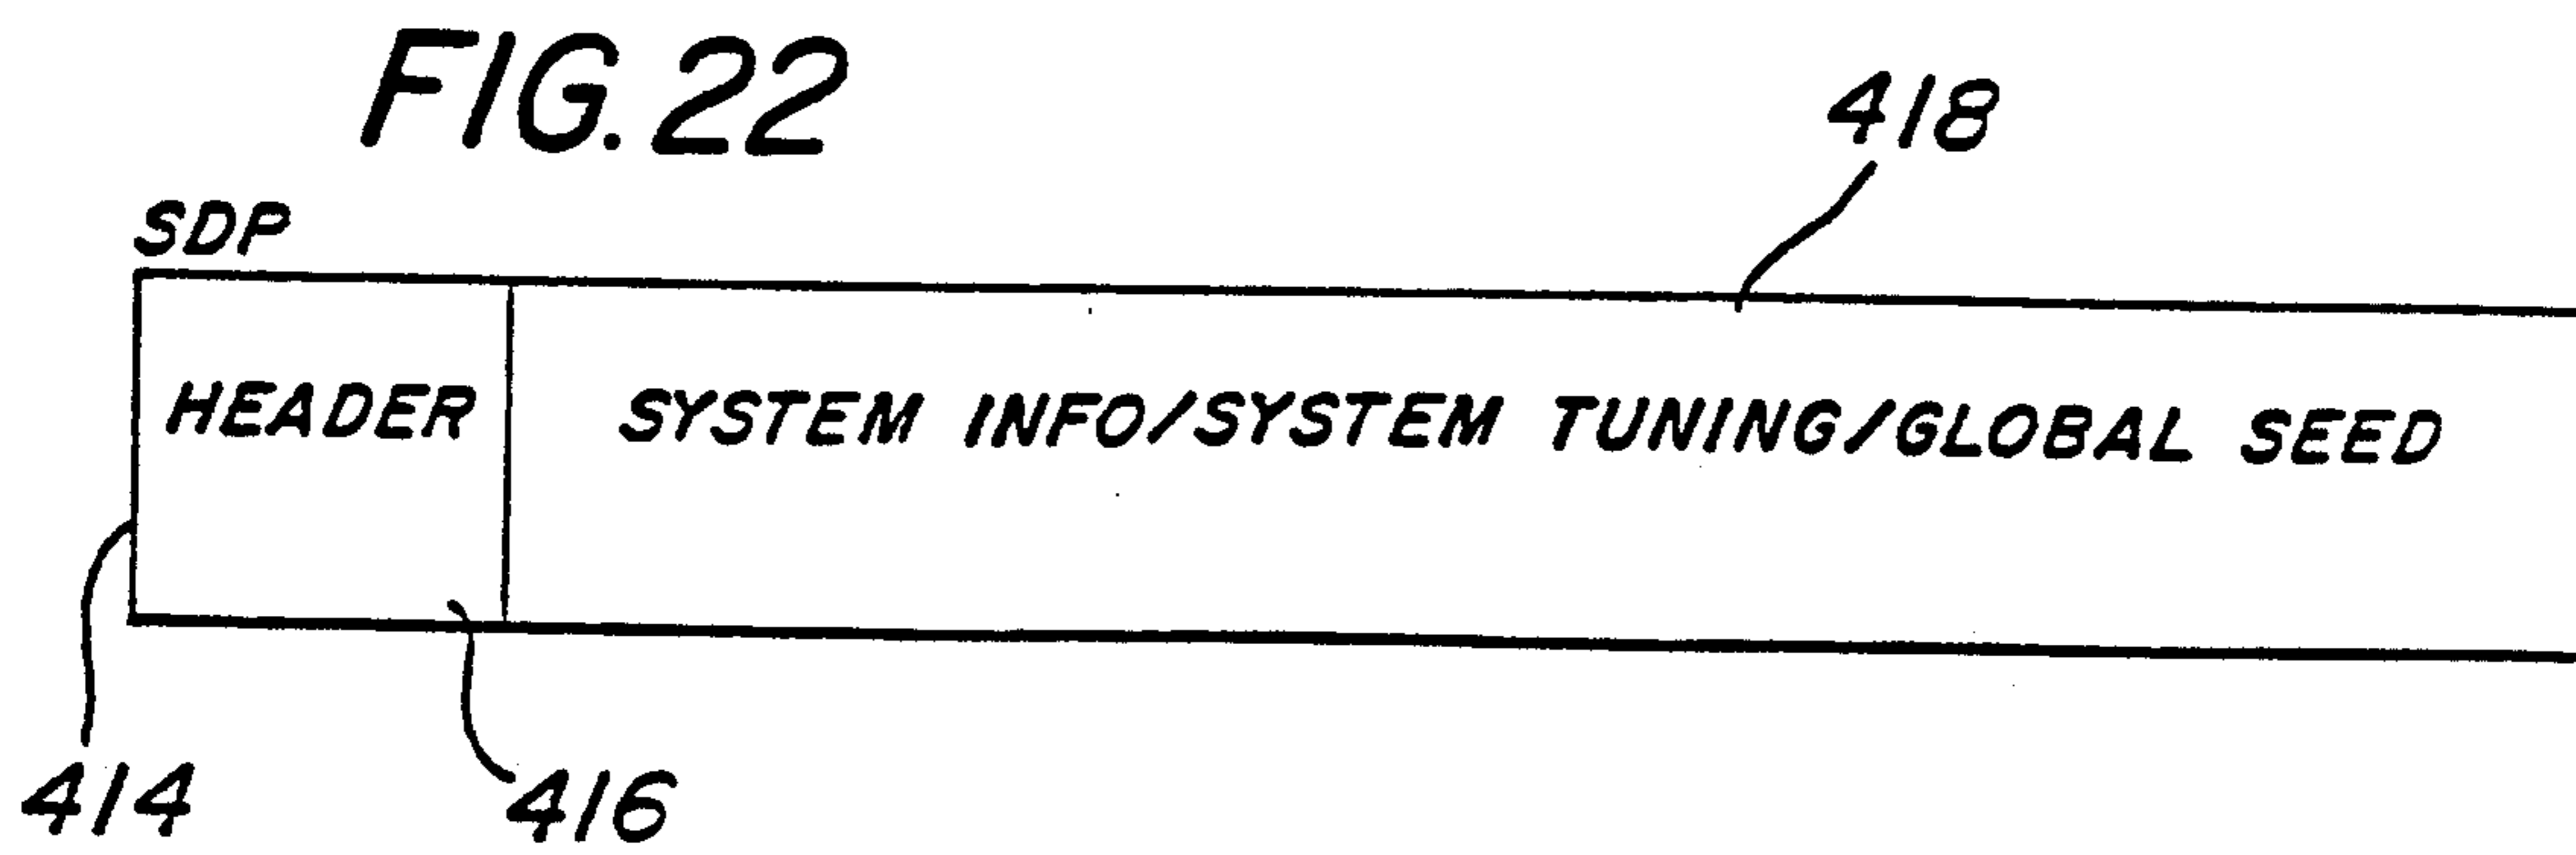 FIG. 22
418
SDP
HEADER
SYSTEM INFO/SYSTEM TUNING/GLOBAL SEED
414
416